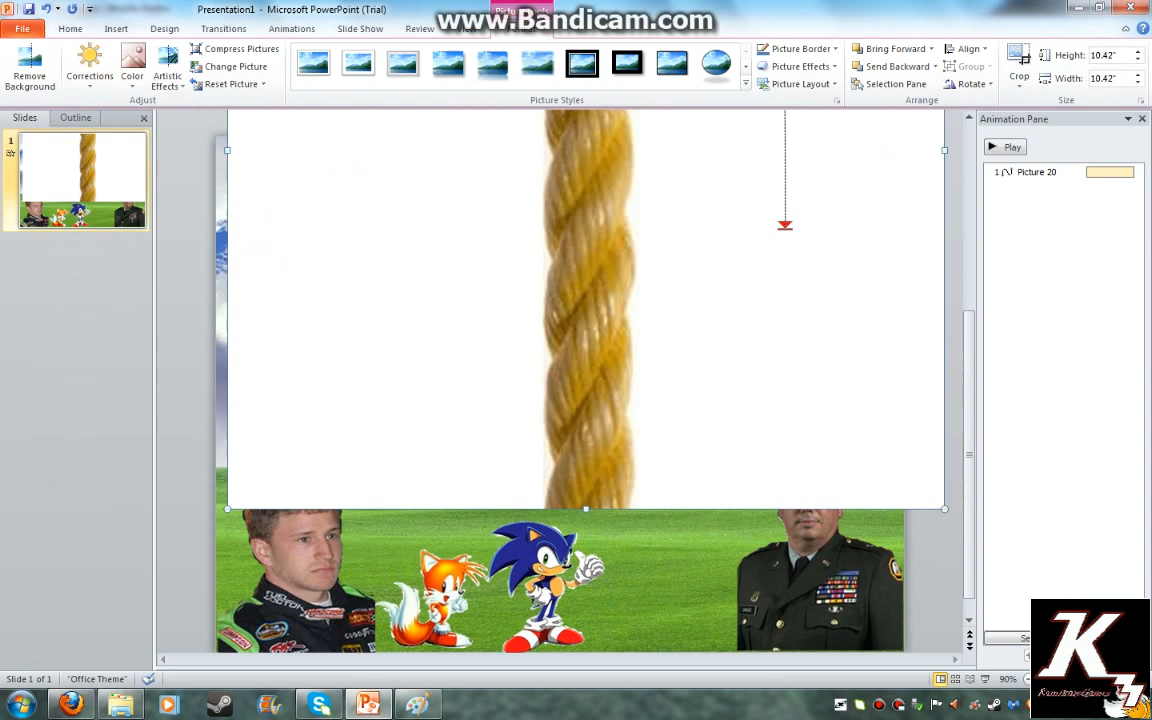 www.Bandicam.com
Presentation1 - Microsoft PowerPoint (Trial)
File Home Insert Design Transitions Animations Slide Show Review
Remove Background
Corrections
Color
Artistic Effects
Compress Pictures
Change Picture
Reset Picture
Adjust
Picture Styles
Picture Border
Picture Effects
Picture Layout
Bring Forward
Send Backward
Selection Pane
Align
Group
Rotate
Arrange
Crop
Height: 10.42"
Width: 10.42"
Size
Slides Outline
1
Animation Pane
Play
1 Picture 20
Slide 1 of 1 "Office Theme" 90%
K
KamikazeGames